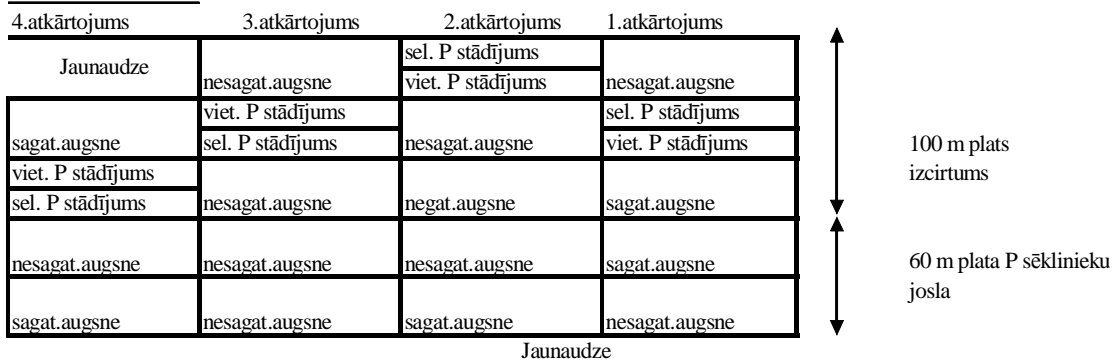 4.atkārtojums 3.atkārtojums 2.atkārtojums 1.atkārtojums
Jaunaudze nesagat.augsne sel. P stādījums nesagat.augsne
viet. P stādījums
sagat.augsne viet. P stādījums nesagat.augsne sel. P stādījums
sel. P stādījums viet. P stādījums
viet. P stādījums nesagat.augsne negat.augsne sagat.augsne
sel. P stādījums
nesagat.augsne nesagat.augsne nesagat.augsne sagat.augsne
sagat.augsne nesagat.augsne sagat.augsne nesagat.augsne
Jaunaudze
100 m plats
izcirtums
60 m plata P sēklinieku
josla